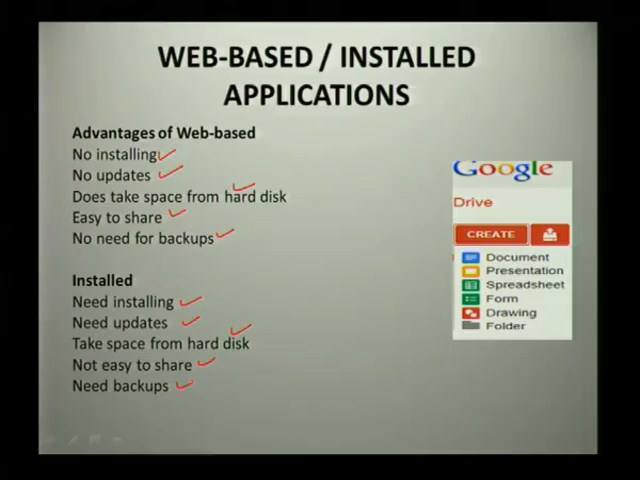 WEB-BASED / INSTALLED
APPLICATIONS
Advantages of Web-based
No installing
No updates
Does take space from hard disk
Easy to share
No need for backups
Installed
Need installing
Need updates
Take space from hard disk
Not easy to share
Need backups
Google
Drive
CREATE
Document
Presentation
Spreadsheet
Form
Drawing
Folder